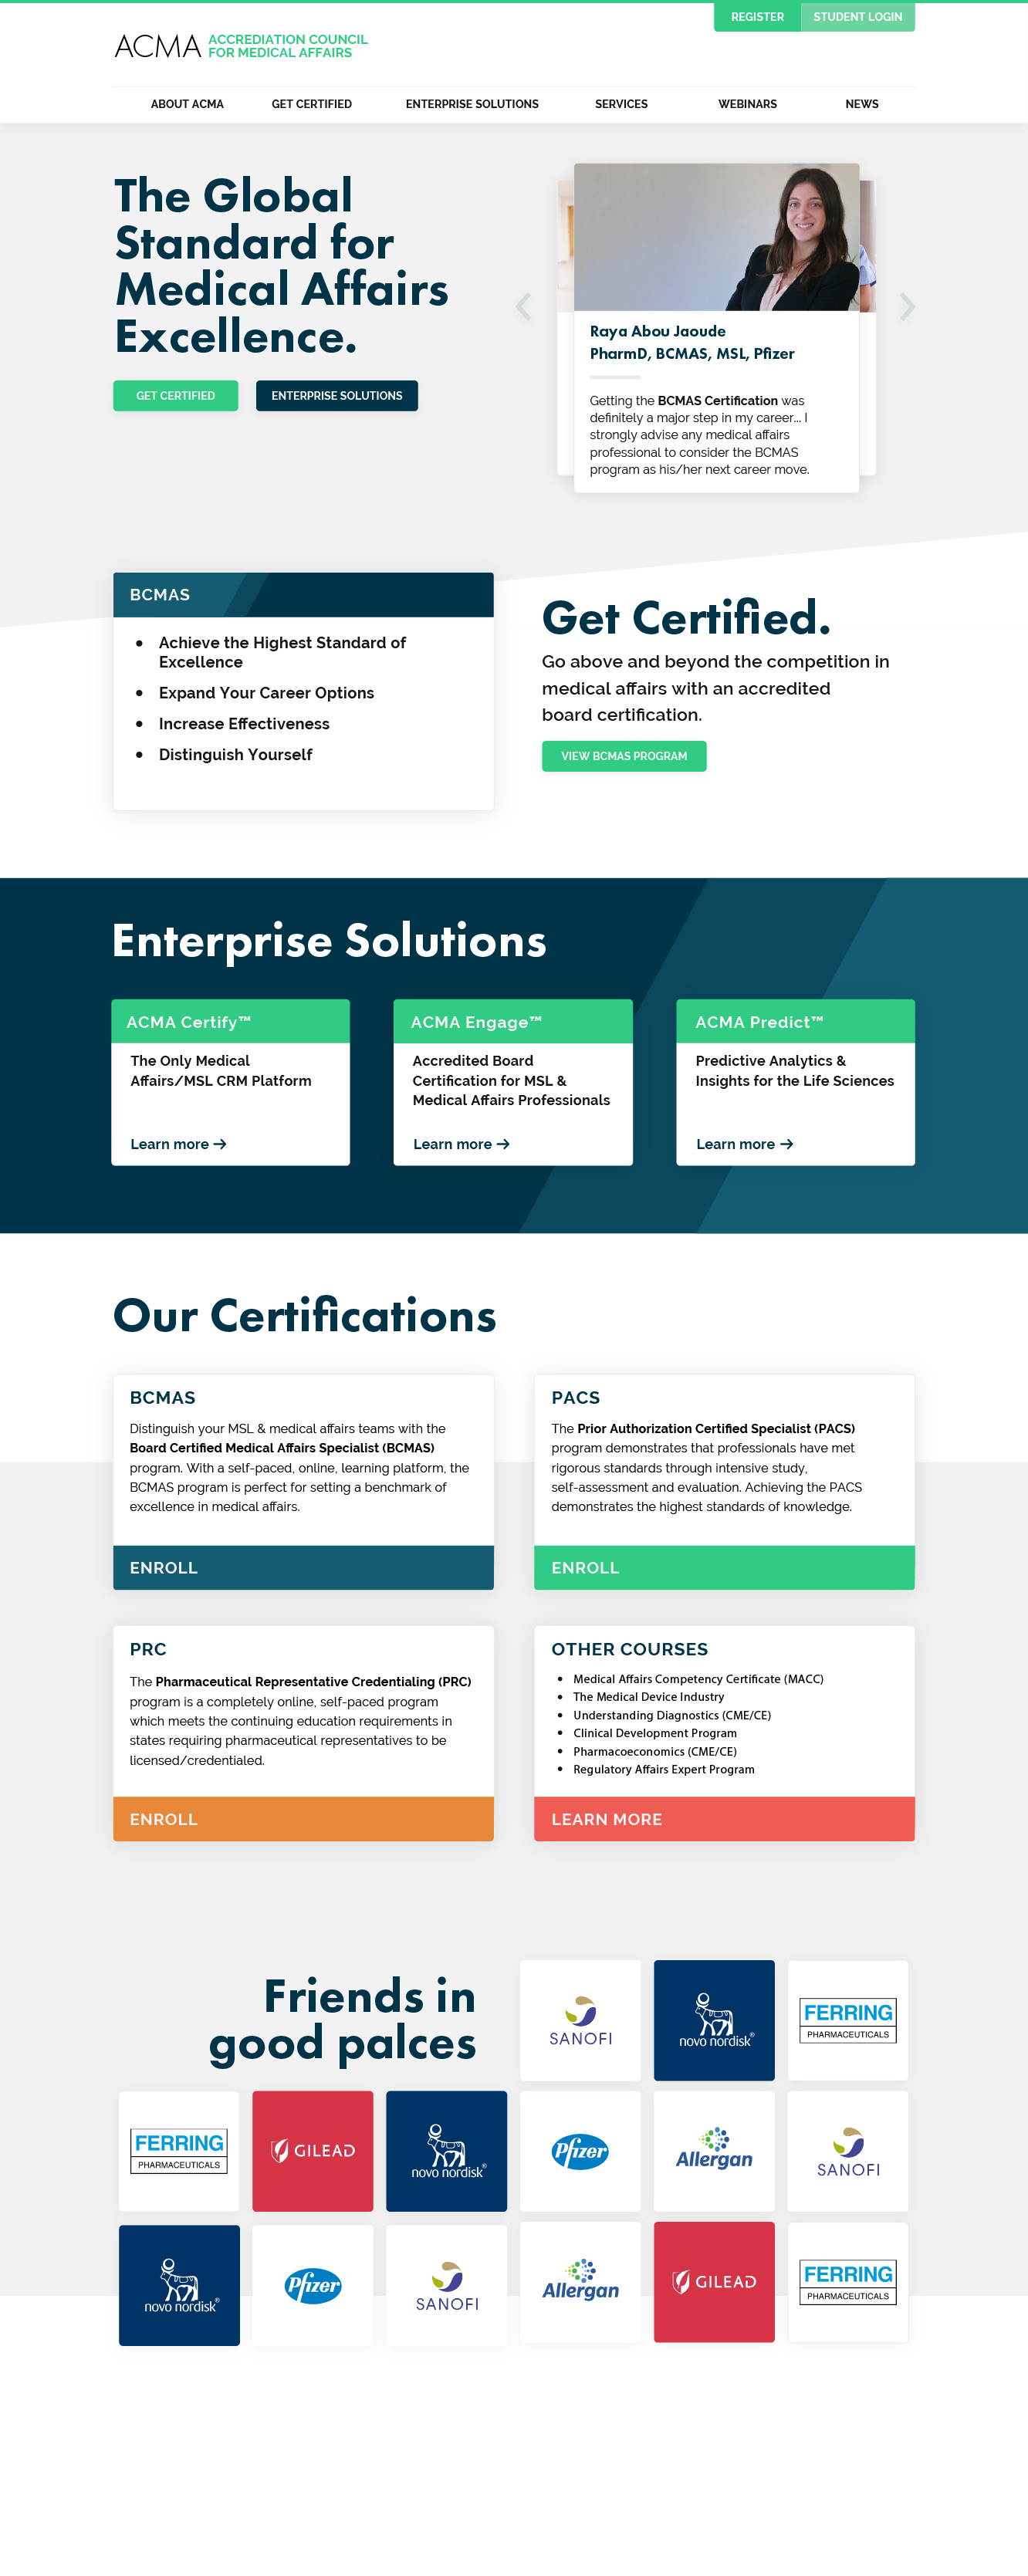 REGISTER
STUDENT LOGIN
ACMA
ACCREDIATION COUNCIL
FOR MEDICAL AFFAIRS
ABOUT ACMA
GET CERTIFIED
ENTERPRISE SOLUTIONS
SERVICES
WEBINARS
NEWS
The Global
Standard for
Medical Affairs
Excellence.
GET CERTIFIED
ENTERPRISE SOLUTIONS
Raya Abou Jaoude
PharmD, BCMAS, MSL, Pfizer
Getting the BCMAS Certification was
definitely a major step in my career... I
strongly advise any medical affairs
professional to consider the BCMAS
program as his/her next career move.
BCMAS
• Achieve the Highest Standard of
Excellence
• Expand Your Career Options
• Increase Effectiveness
• Distinguish Yourself
Get Certified.
Go above and beyond the competition in
medical affairs with an accredited
board certification.
VIEW BCMAS PROGRAM
Enterprise Solutions
ACMA Certify™
The Only Medical
Affairs/MSL CRM Platform
Learn more →
ACMA Engage™
Accredited Board
Certification for MSL &
Medical Affairs Professionals
Learn more →
ACMA Predict™
Predictive Analytics &
Insights for the Life Sciences
Learn more →
Our Certifications
BCMAS
Distinguish your MSL & medical affairs teams with the
Board Certified Medical Affairs Specialist (BCMAS)
program. With a self-paced, online, learning platform, the
BCMAS program is perfect for setting a benchmark of
excellence in medical affairs.
ENROLL
PACS
The Prior Authorization Certified Specialist (PACS)
program demonstrates that professionals have met
rigorous standards through intensive study,
self-assessment and evaluation. Achieving the PACS
demonstrates the highest standards of knowledge.
ENROLL
PRC
The Pharmaceutical Representative Credentialing (PRC)
program is a completely online, self-paced program
which meets the continuing education requirements in
states requiring pharmaceutical representatives to be
licensed/credentialed.
ENROLL
OTHER COURSES
• Medical Affairs Competency Certificate (MACC)
• The Medical Device Industry
• Understanding Diagnostics (CME/CE)
• Clinical Development Program
• Pharmacoeconomics (CME/CE)
• Regulatory Affairs Expert Program
LEARN MORE
Friends in
good palces
SANOFI
novo nordisk®
FERRING
PHARMACEUTICALS
FERRING
PHARMACEUTICALS
GILEAD
novo nordisk®
Pfizer
Allergan
SANOFI
novo nordisk®
Pfizer
SANOFI
Allergan
GILEAD
FERRING
PHARMACEUTICALS